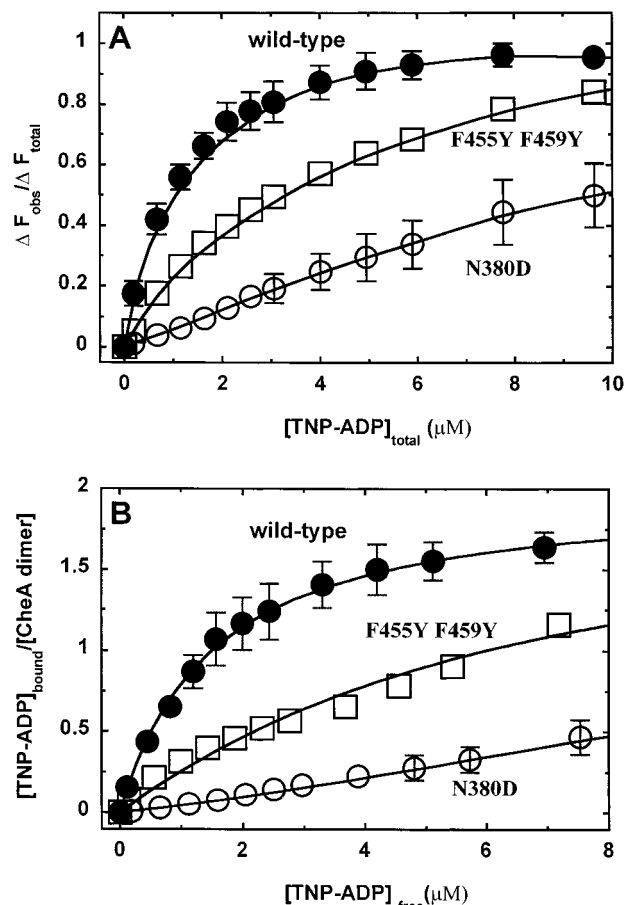 A
wild-type
F455Y F459Y
N380D
Δ F obs /Δ F total
1
0.8
0.6
0.4
0.2
0
0 2 4 6 8 10
[TNP-ADP] total (μM)
B
wild-type
F455Y F459Y
N380D
[TNP-ADP] bound /[CheA dimer]
2
1.5
1
0.5
0
0 2 4 6 8
[TNP-ADP] free (μM)